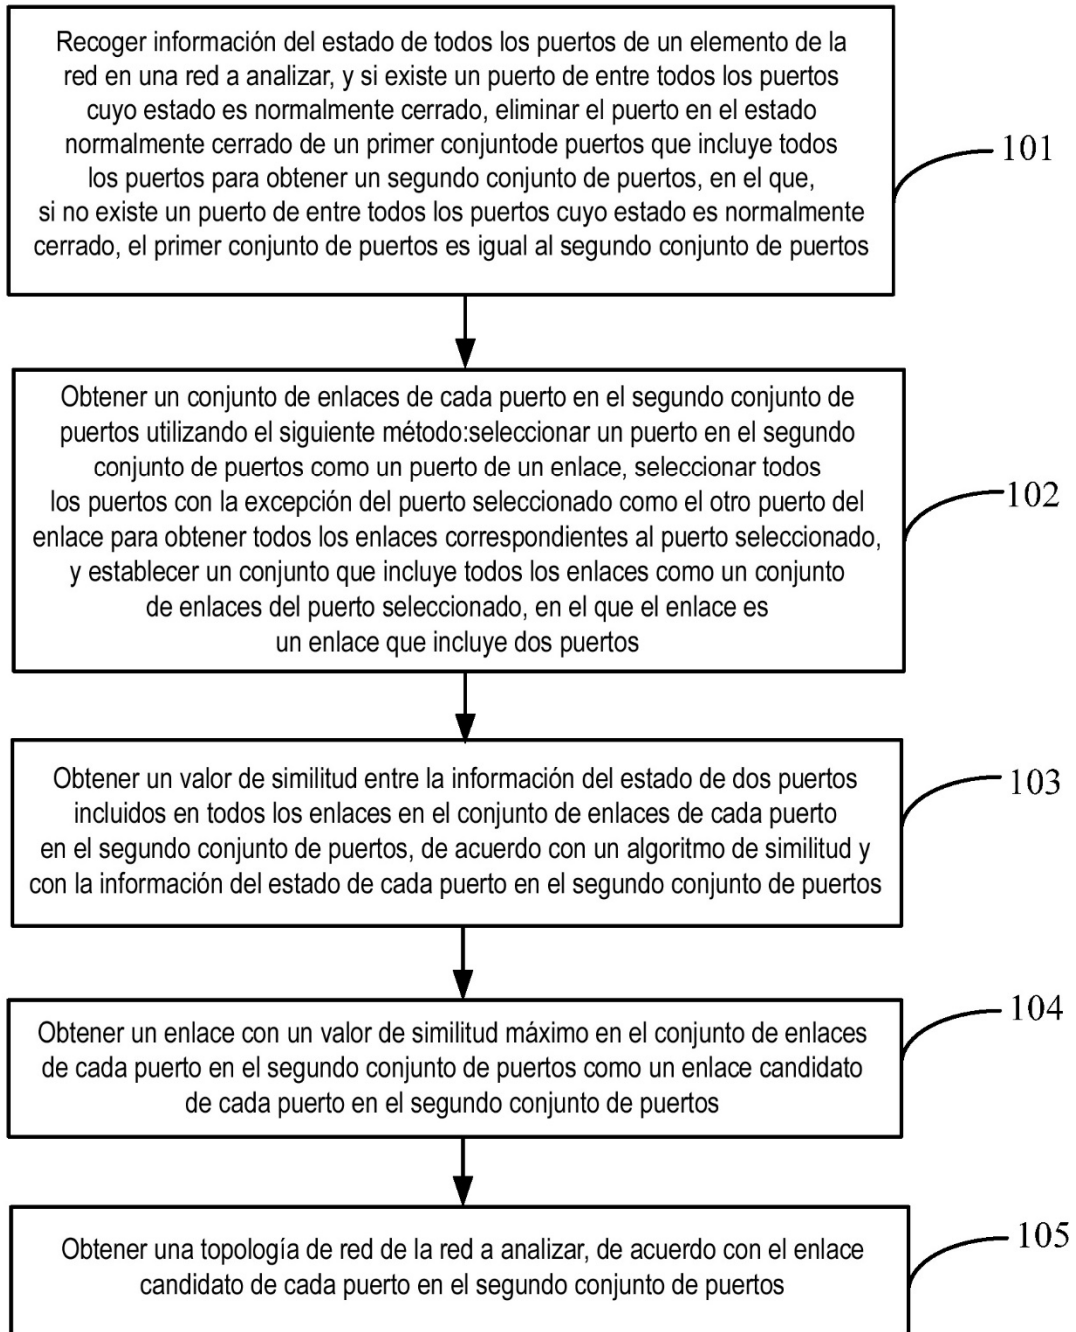 Recoger información del estado de todos los puertos de un elemento de la
red en una red a analizar, y si existe un puerto de entre todos los puertos
cuyo estado es normalmente cerrado, eliminar el puerto en el estado
normalmente cerrado de un primer conjuntode puertos que incluye todos
los puertos para obtener un segundo conjunto de puertos, en el que,
si no existe un puerto de entre todos los puertos cuyo estado es normalmente
cerrado, el primer conjunto de puertos es igual al segundo conjunto de puertos
101
Obtener un conjunto de enlaces de cada puerto en el segundo conjunto de
puertos utilizando el siguiente método:seleccionar un puerto en el segundo
conjunto de puertos como un puerto de un enlace, seleccionar todos
los puertos con la excepción del puerto seleccionado como el otro puerto del
enlace para obtener todos los enlaces correspondientes al puerto seleccionado,
y establecer un conjunto que incluye todos los enlaces como un conjunto
de enlaces del puerto seleccionado, en el que el enlace es
un enlace que incluye dos puertos
102
Obtener un valor de similitud entre la información del estado de dos puertos
incluidos en todos los enlaces en el conjunto de enlaces de cada puerto
en el segundo conjunto de puertos, de acuerdo con un algoritmo de similitud y
con la información del estado de cada puerto en el segundo conjunto de puertos
103
Obtener un enlace con un valor de similitud máximo en el conjunto de enlaces
de cada puerto en el segundo conjunto de puertos como un enlace candidato
de cada puerto en el segundo conjunto de puertos
104
Obtener una topología de red de la red a analizar, de acuerdo con el enlace
candidato de cada puerto en el segundo conjunto de puertos
105